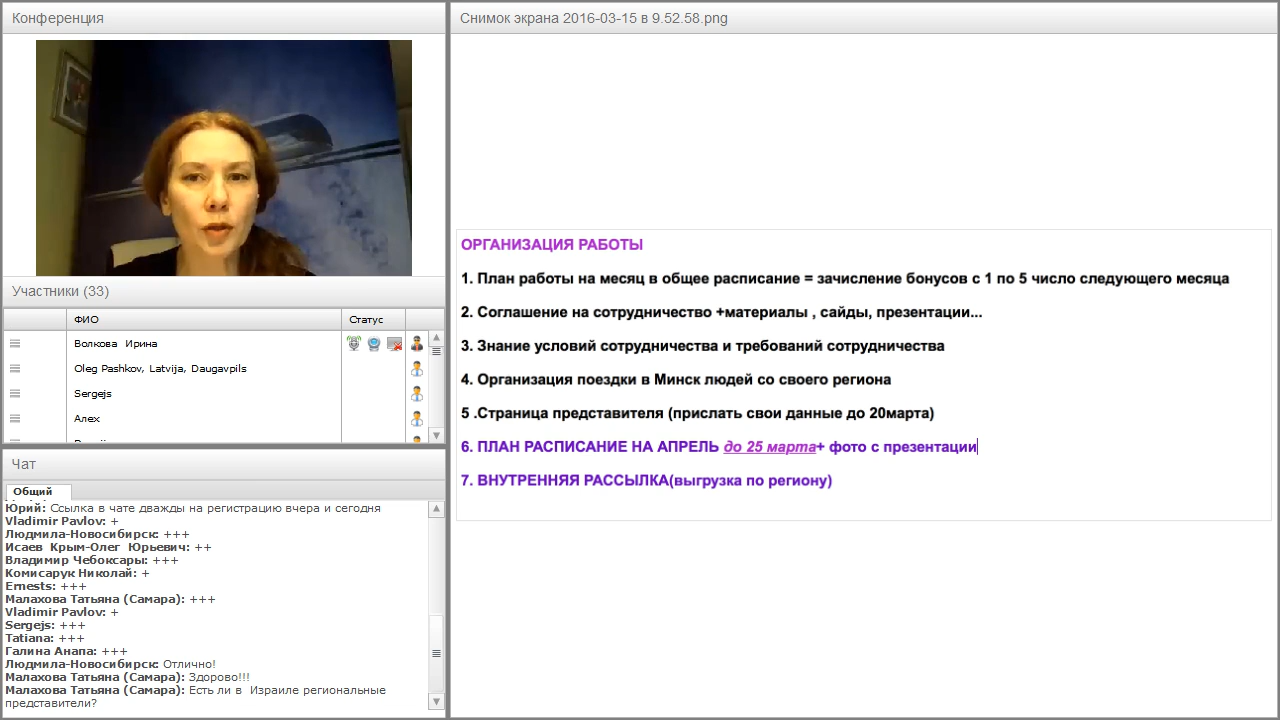 Конференция
Участники (33)
ФИО
Статус
Волкова Ирина
Oleg Pashkov, Latvija, Daugavpils
Sergejs
Алех
Чат
Общий
Юрий: Ссылка в чате дважды на регистрацию вчера и сегодня
Vladimir Pavlov: +
Людмила-Новосибирск: +++
Исаев Крым-Олег Юрьевич: ++
Владимир Чебоксары: +++
Комисарук Николай: +
Ernests: +++
Малахова Татьяна (Самара): +++
Vladimir Pavlov: +
Sergejs: +++
Tatiana: +++
Галина Анапа: +++
Людмила-Новосибирск: Отлично!
Малахова Татьяна (Самара): Здорово!!!
Малахова Татьяна (Самара): Есть ли в Израиле региональные
представители?
Снимок экрана 2016-03-15 в 9.52.58.png
ОРГАНИЗАЦИЯ РАБОТЫ
1. План работы на месяц в общее расписание = зачисление бонусов с 1 по 5 число следующего месяца
2. Соглашение на сотрудничество +материалы , сайды, презентации...
3. Знание условий сотрудничества и требований сотрудничества
4. Организация поездки в Минск людей со своего региона
5 .Страница представителя (прислать свои данные до 20марта)
6. ПЛАН РАСПИСАНИЕ НА АПРЕЛЬ до 25 марта+ фото с презентации
7. ВНУТРЕННЯЯ РАССЫЛКА(выгрузка по региону)